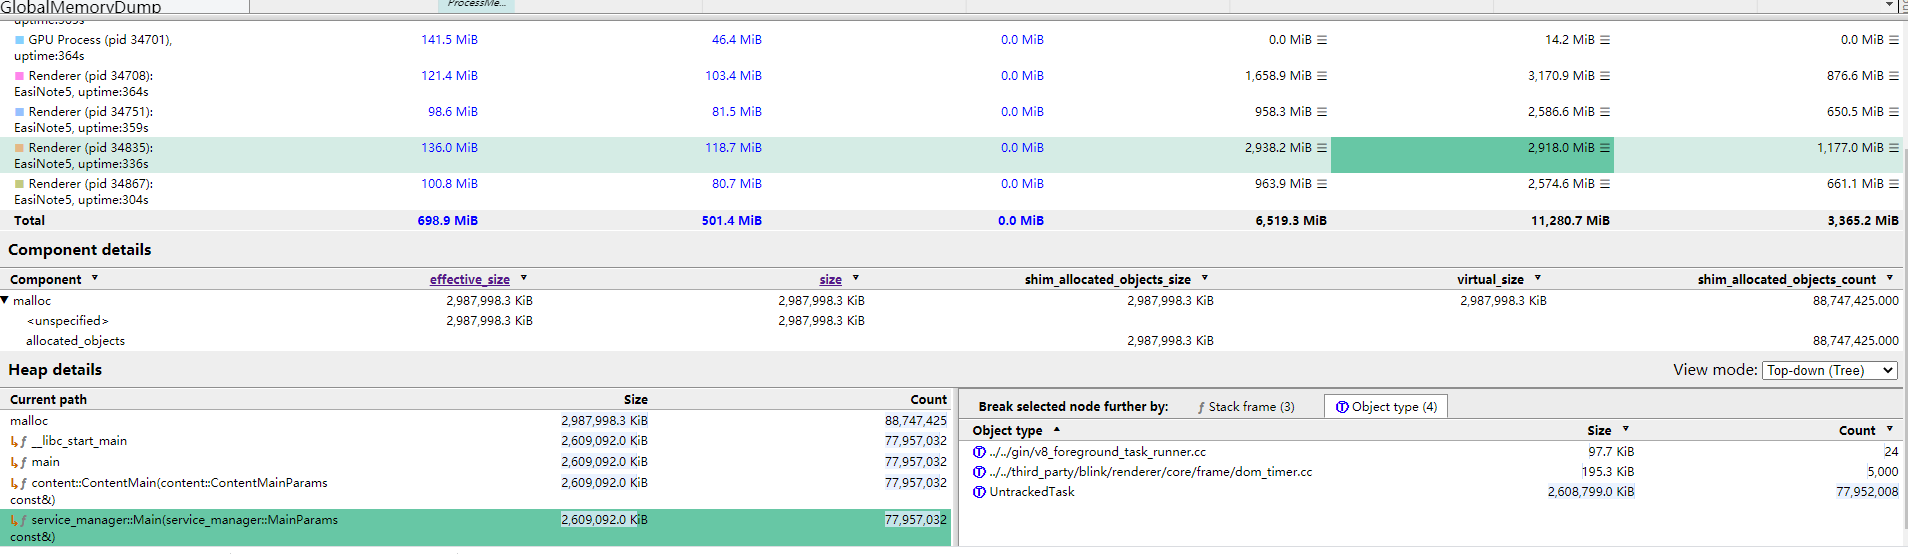 GlobalMemoryDump ProcessMe...
uptime:369s
GPU Process (pid 34701), 141.5 MiB 46.4 MiB 0.0 MiB 0.0 MiB ☰ 14.2 MiB ☰ 0.0 MiB ☰
uptime:364s
Renderer (pid 34708): 121.4 MiB 103.4 MiB 0.0 MiB 1,658.9 MiB ☰ 3,170.9 MiB ☰ 876.6 MiB ☰
EasiNote5, uptime:364s
Renderer (pid 34751): 98.6 MiB 81.5 MiB 0.0 MiB 958.3 MiB ☰ 2,586.6 MiB ☰ 650.5 MiB ☰
EasiNote5, uptime:359s
Renderer (pid 34835): 136.0 MiB 118.7 MiB 0.0 MiB 2,938.2 MiB ☰ 2,918.0 MiB ☰ 1,177.0 MiB ☰
EasiNote5, uptime:336s
Renderer (pid 34867): 100.8 MiB 80.7 MiB 0.0 MiB 963.9 MiB ☰ 2,574.6 MiB ☰ 661.1 MiB ☰
EasiNote5, uptime:304s
Total 698.9 MiB 501.4 MiB 0.0 MiB 6,519.3 MiB 11,280.7 MiB 3,365.2 MiB
Component details
Component effective_size size shim_allocated_objects_size virtual_size shim_allocated_objects_count
malloc 2,987,998.3 KiB 2,987,998.3 KiB 2,987,998.3 KiB 2,987,998.3 KiB 88,747,425.000
<unspecified> 2,987,998.3 KiB 2,987,998.3 KiB
allocated_objects 2,987,998.3 KiB 88,747,425.000
Heap details View mode: Top-down (Tree)
Current path Size Count
malloc 2,987,998.3 KiB 88,747,425
f __libc_start_main 2,609,092.0 KiB 77,957,032
f main 2,609,092.0 KiB 77,957,032
f content::ContentMain(content::ContentMainParams 2,609,092.0 KiB 77,957,032
const&)
f service_manager::Main(service_manager::MainParams 2,609,092.0 KiB 77,957,032
const&)
Break selected node further by: f Stack frame (3) T Object type (4)
Object type Size Count
T ../../gin/v8_foreground_task_runner.cc 97.7 KiB 24
T ../../third_party/blink/renderer/core/frame/dom_timer.cc 195.3 KiB 5,000
T UntrackedTask 2,608,799.0 KiB 77,952,008